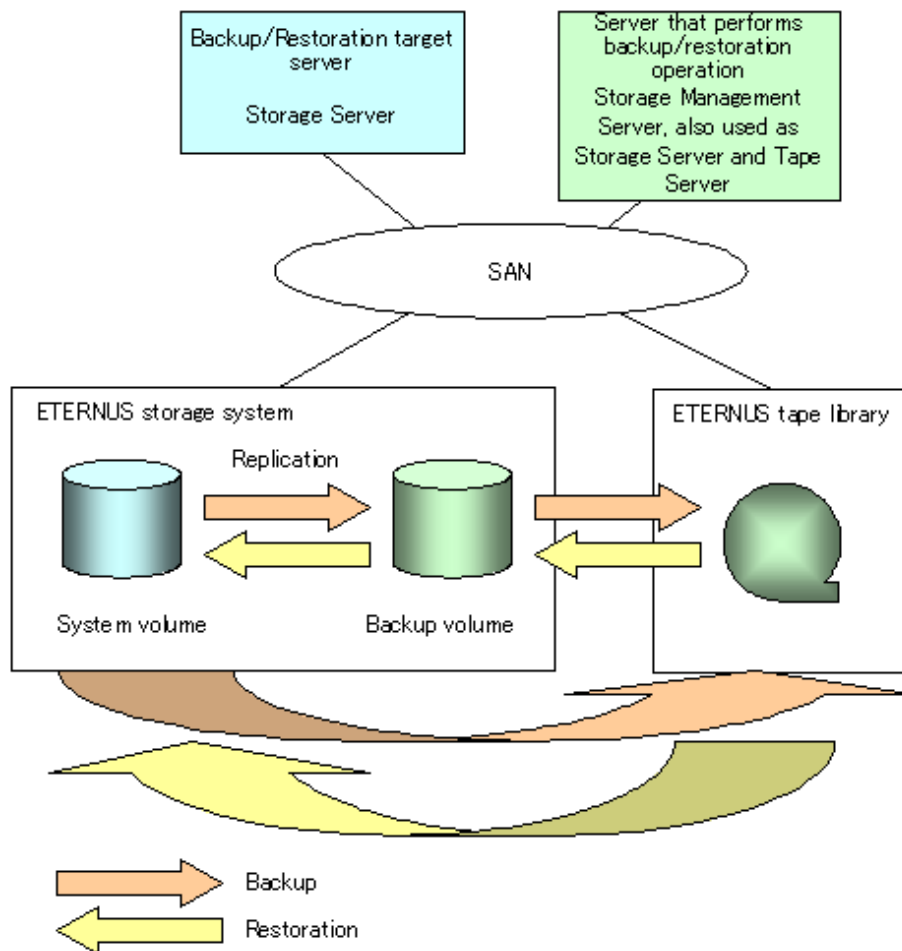 Backup/Restoration target
server
Storage Server
Server that performs
backup/restoration
operation
Storage Management
Server, also used as
Storage Server and Tape
Server
SAN
ETERNUS storage system
ETERNUS tape library
Replication
System volume
Backup volume
Backup
Restoration